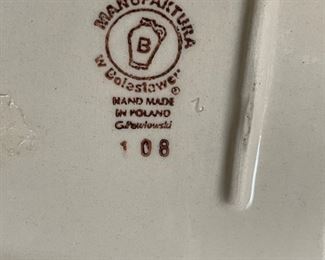 MANUFAKTURA
B
w Bolesławcu
®
HAND MADE
IN POLAND
G.Pawłowski
108